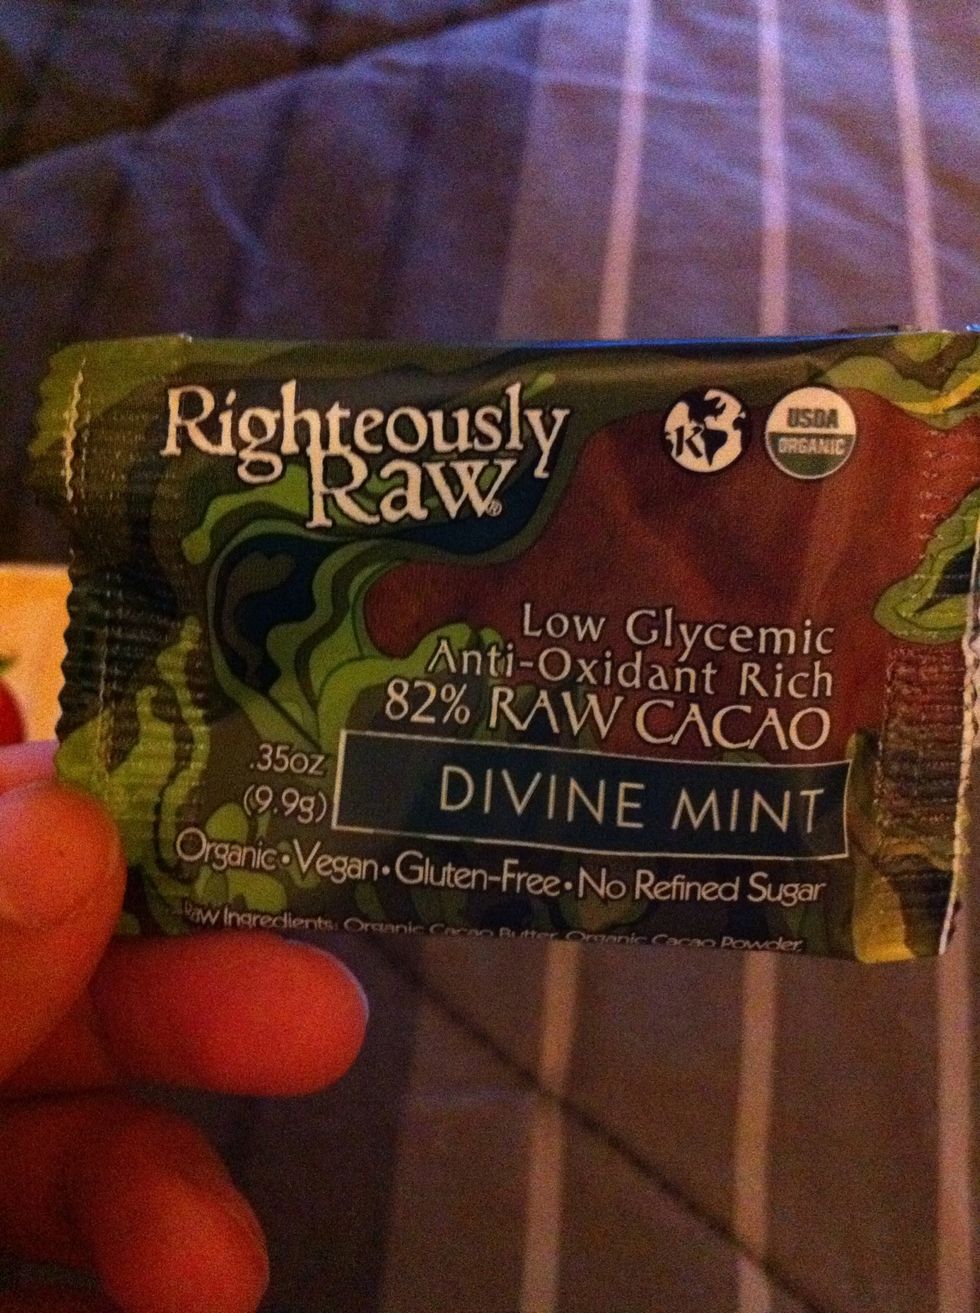 Righteously
Raw®
K
USDA
ORGANIC
Low Glycemic
Anti-Oxidant Rich
82% RAW CACAO
.35oz
(9.9g)
DIVINE MINT
Organic•Vegan•Gluten-Free•No Refined Sugar
Raw Ingredients: Organic Cacao Butter, Organic Cacao Powder,